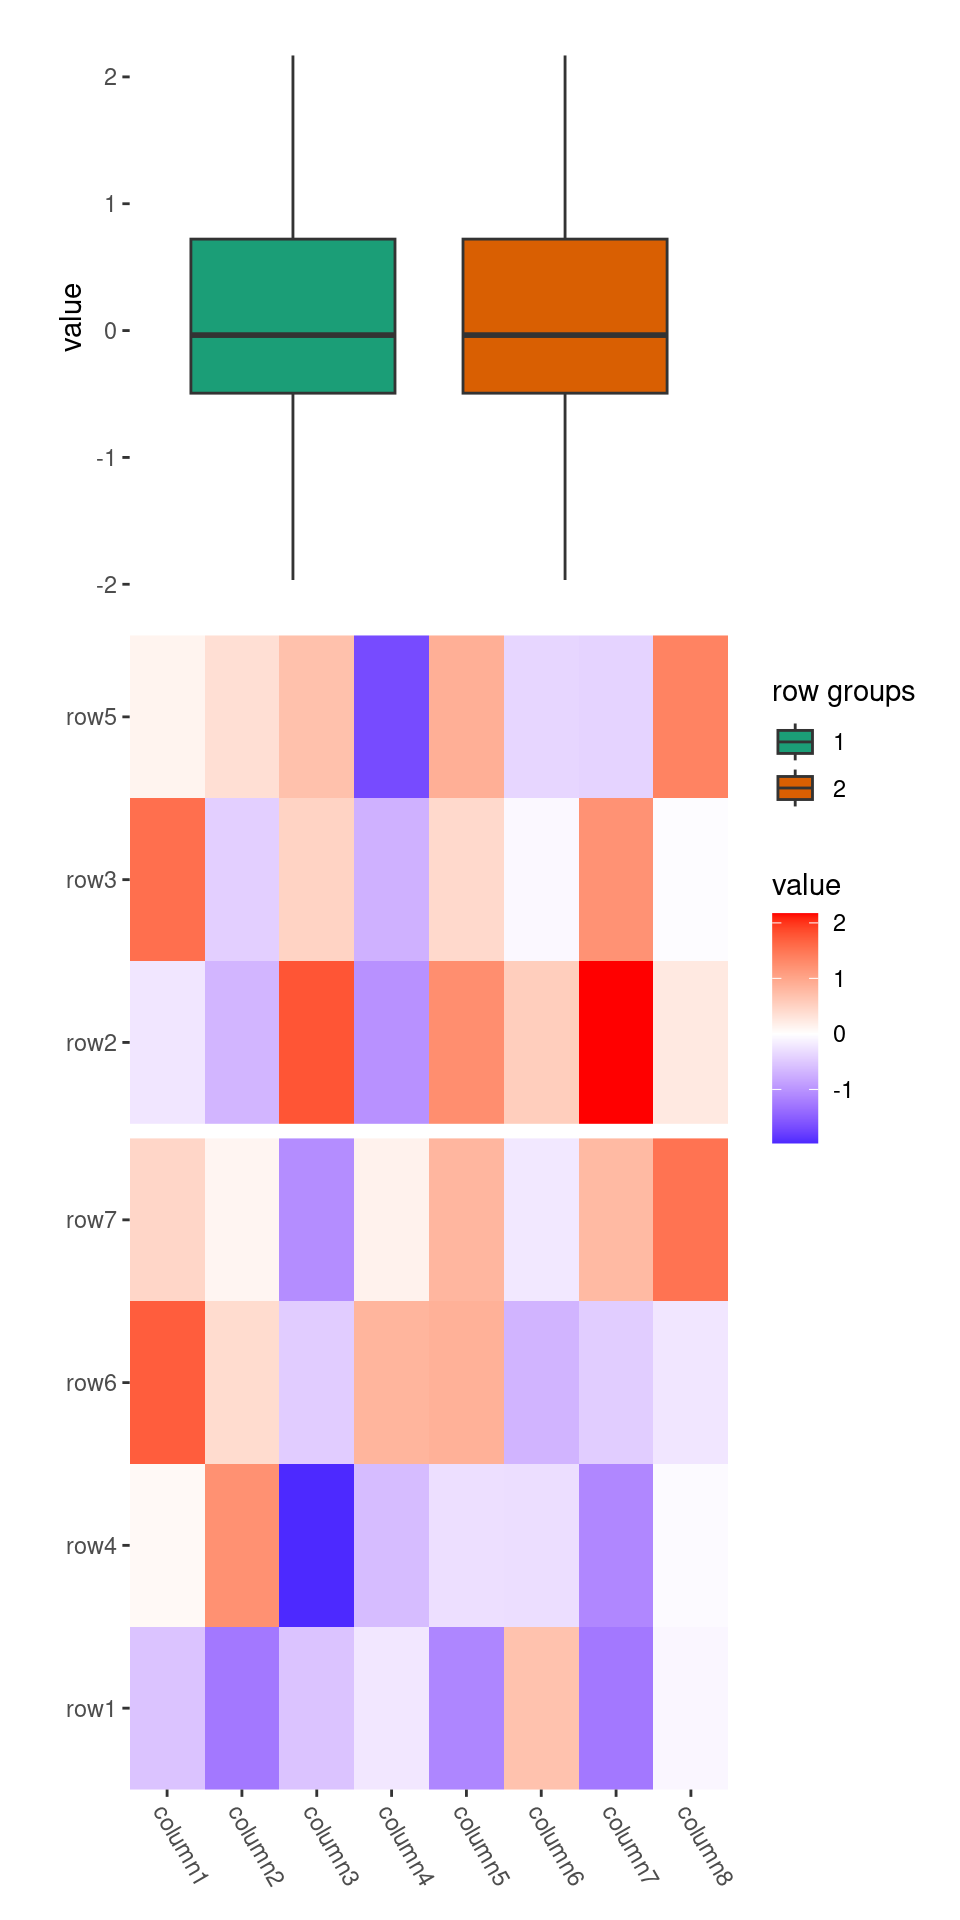 2
1
0
-1
-2
value
row5
row3
row2
row7
row6
row4
row1
column1
column2
column3
column4
column5
column6
column7
column8
row groups
1
2
value
2
1
0
-1